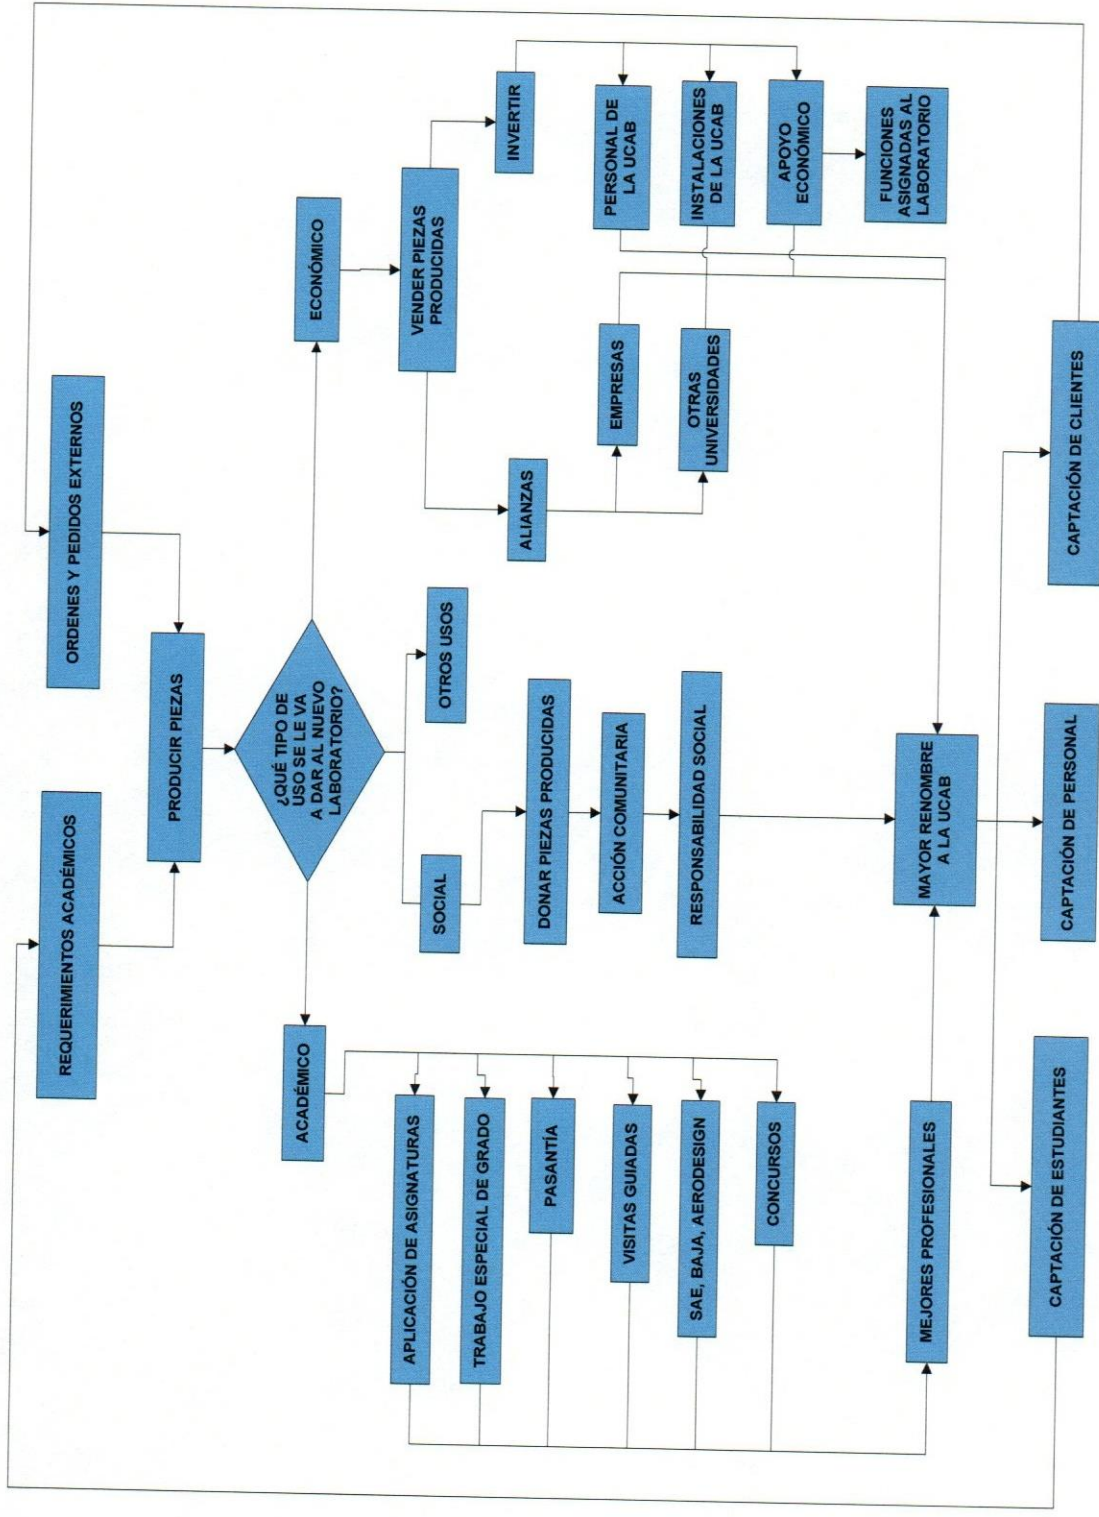 REQUERIMIENTOS ACADÉMICOS
ORDENES Y PEDIDOS EXTERNOS
PRODUCIR PIEZAS
¿QUÉ TIPO DE
USO SE LE VA
A DAR AL NUEVO
LABORATORIO?
ACADÉMICO
ECONÓMICO
SOCIAL
OTROS USOS
APLICACIÓN DE ASIGNATURAS
TRABAJO ESPECIAL DE GRADO
PASANTÍA
VISITAS GUIADAS
SAE, BAJA, AERODESIGN
CONCURSOS
DONAR PIEZAS PRODUCIDAS
ACCIÓN COMUNITARIA
RESPONSABILIDAD SOCIAL
VENDER PIEZAS
PRODUCIDAS
ALIANZAS
INVERTIR
EMPRESAS
OTRAS
UNIVERSIDADES
PERSONAL DE
LA UCAB
INSTALACIONES
DE LA UCAB
APOYO
ECONÓMICO
FUNCIONES
ASIGNADAS AL
LABORATORIO
MEJORES PROFESIONALES
MAYOR RENOMBRE
A LA UCAB
CAPTACIÓN DE ESTUDIANTES
CAPTACIÓN DE PERSONAL
CAPTACIÓN DE CLIENTES